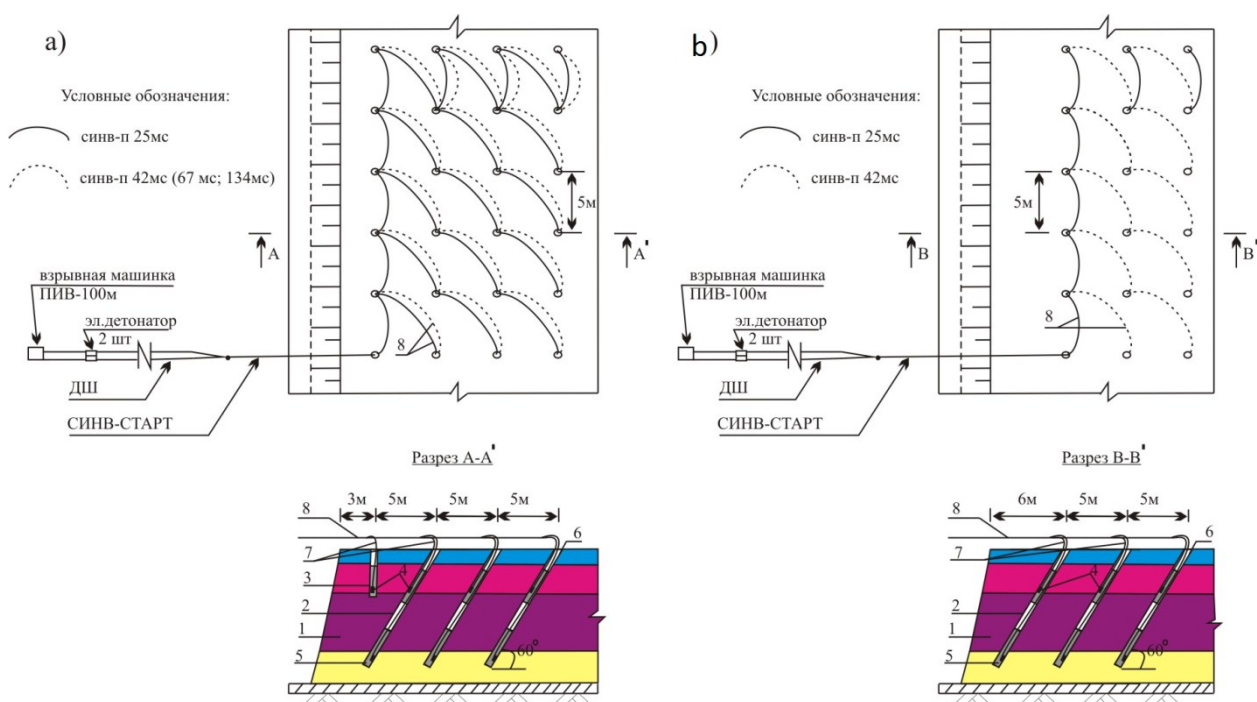 а)
Условные обозначения:
синв-п 25мс
синв-п 42мс (67 мс; 134мс)
5м
А
А'
взрывная машинка
ПИВ-100м
эл.детонатор
2 шт
8
ДШ
СИНВ-СТАРТ
Разрез А-А'
3м 5м 5м 5м
8
6
7
3
4
2
1
5
60°
b)
Условные обозначения:
синв-п 25мс
синв-п 42мс
5м
В
В'
взрывная машинка
ПИВ-100м
эл.детонатор
2 шт
8
ДШ
СИНВ-СТАРТ
Разрез В-В'
6м 5м 5м
8
6
7
4
2
1
5
60°